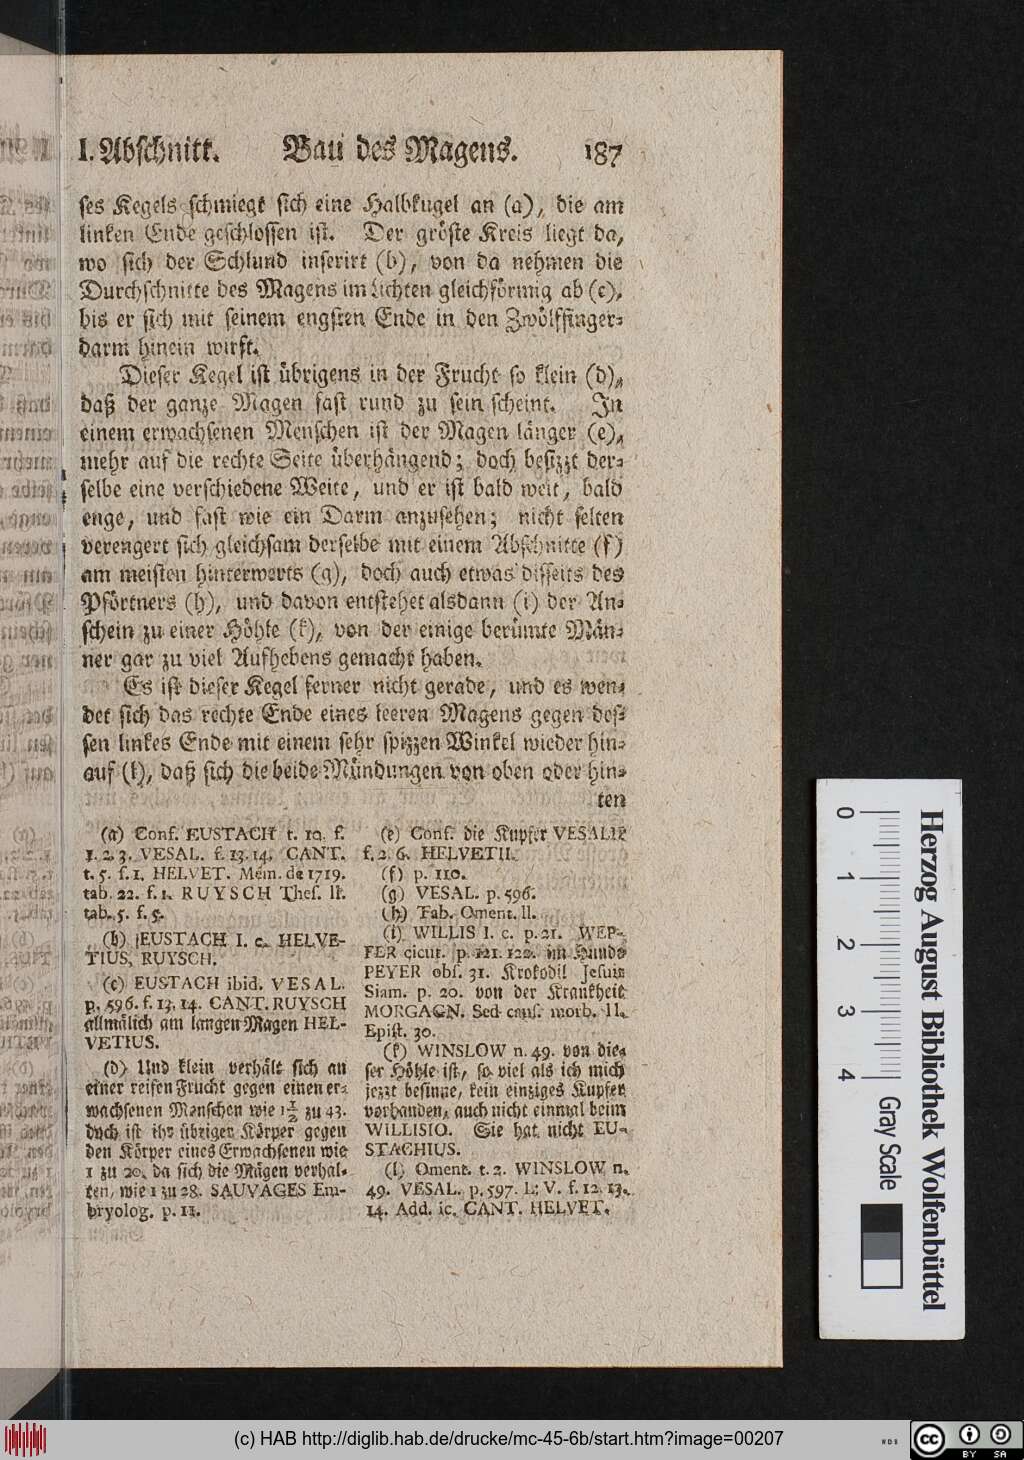 I. Abschnitt. Bau des Magens. 187
ses Kegels schmiegt sich eine Halbkugel an (a), die am
linken Ende geschlossen ist. Der gröste Kreis liegt da,
wo sich der Schlund inserirt (b), von da nehmen die
Durchschnitte des Magens im Lichten gleichförmig ab (c),
bis er sich mit seinem engsten Ende in den Zwölffinger-
darm hinein wirft.
Dieser Kegel ist übrigens in der Frucht so klein (d),
daß der ganze Magen fast rund zu sein scheint. In
einem erwachsenen Menschen ist der Magen länger (e),
mehr auf die rechte Seite überhängend; doch besizzt der-
selbe eine verschiedene Weite, und er ist bald weit, bald
enge, und fast wie ein Darm anzusehen; nicht selten
verengert sich gleichsam derselbe mit einem Abschnitte (f)
am meisten hinterwerts (g), doch auch etwas disseits des
Pförtners (h), und davon entstehet alsdann (i) der An-
schein zu einer Höhle (k), von der einige berümte Män-
ner gar zu viel Aufhebens gemacht haben.
Es ist dieser Kegel ferner nicht gerade, und es wen-
det sich das rechte Ende eines leeren Magens gegen des-
sen linkes Ende mit einem sehr spizzen Winkel wieder hin-
auf (l), daß sich die beide Mündungen von oben oder hin-
ten
(a) Conf. EUSTACH t. 10. f.
1. 2. 3. VESAL. f. 13. 14. CANT.
t. 5. f. 1. HELVET. Mém. de 1719.
tab. 22. f. 1. RUYSCH Thes. II.
tab. 5. f. 5.
(b) EUSTACH I. c. HELVE-
TIUS, RUYSCH.
(c) EUSTACH ibid. VESAL.
p. 596. f. 13. 14. CANT. RUYSCH
allmälich am langen Magen HEL-
VETIUS.
(d) Und klein verhält sich an
einer reifen Frucht gegen einen er-
wachsenen Menschen wie 1½ zu 43.
doch ist ihr übriger Körper gegen
den Körper eines Erwachsenen wie
1 zu 20. da sich die Mägen verhal-
ten, wie 1 zu 28. SAUVAGES Em-
bryolog. p. 11.
(e) Conf. die Kupfer VESALII
f. 2. 6. HELVETII.
(f) p. 110.
(g) VESAL. p. 596.
(h) Fab. Oment. II.
(i) WILLIS I. c. p. 21. WEP-
FER cicut. p. 121. 122. im Hunde
PEYER obs. 31. Krokodil Jesuit
Siam. p. 20. von der Krankheit
MORGAGN. Sed caus. morb. II.
Epist. 30.
(k) WINSLOW n. 49. von die-
ser Höhle ist, so viel als ich mich
jezzt besinne, kein einziges Kupfer
vorhanden, auch nicht einmal beim
WILLISIO. Sie hat nicht EU-
STACHIUS.
(l) Oment. t. 2. WINSLOW n.
49. VESAL. p. 597. L. V. f. 12. 13.
14. Add. ic. CANT. HELVET.
0 1 2 3 4
Gray Scale
Herzog August Bibliothek Wolfenbüttel
(c) HAB http://diglib.hab.de/drucke/mc-45-6b/start.htm?image=00207
WDB
cc BY SA